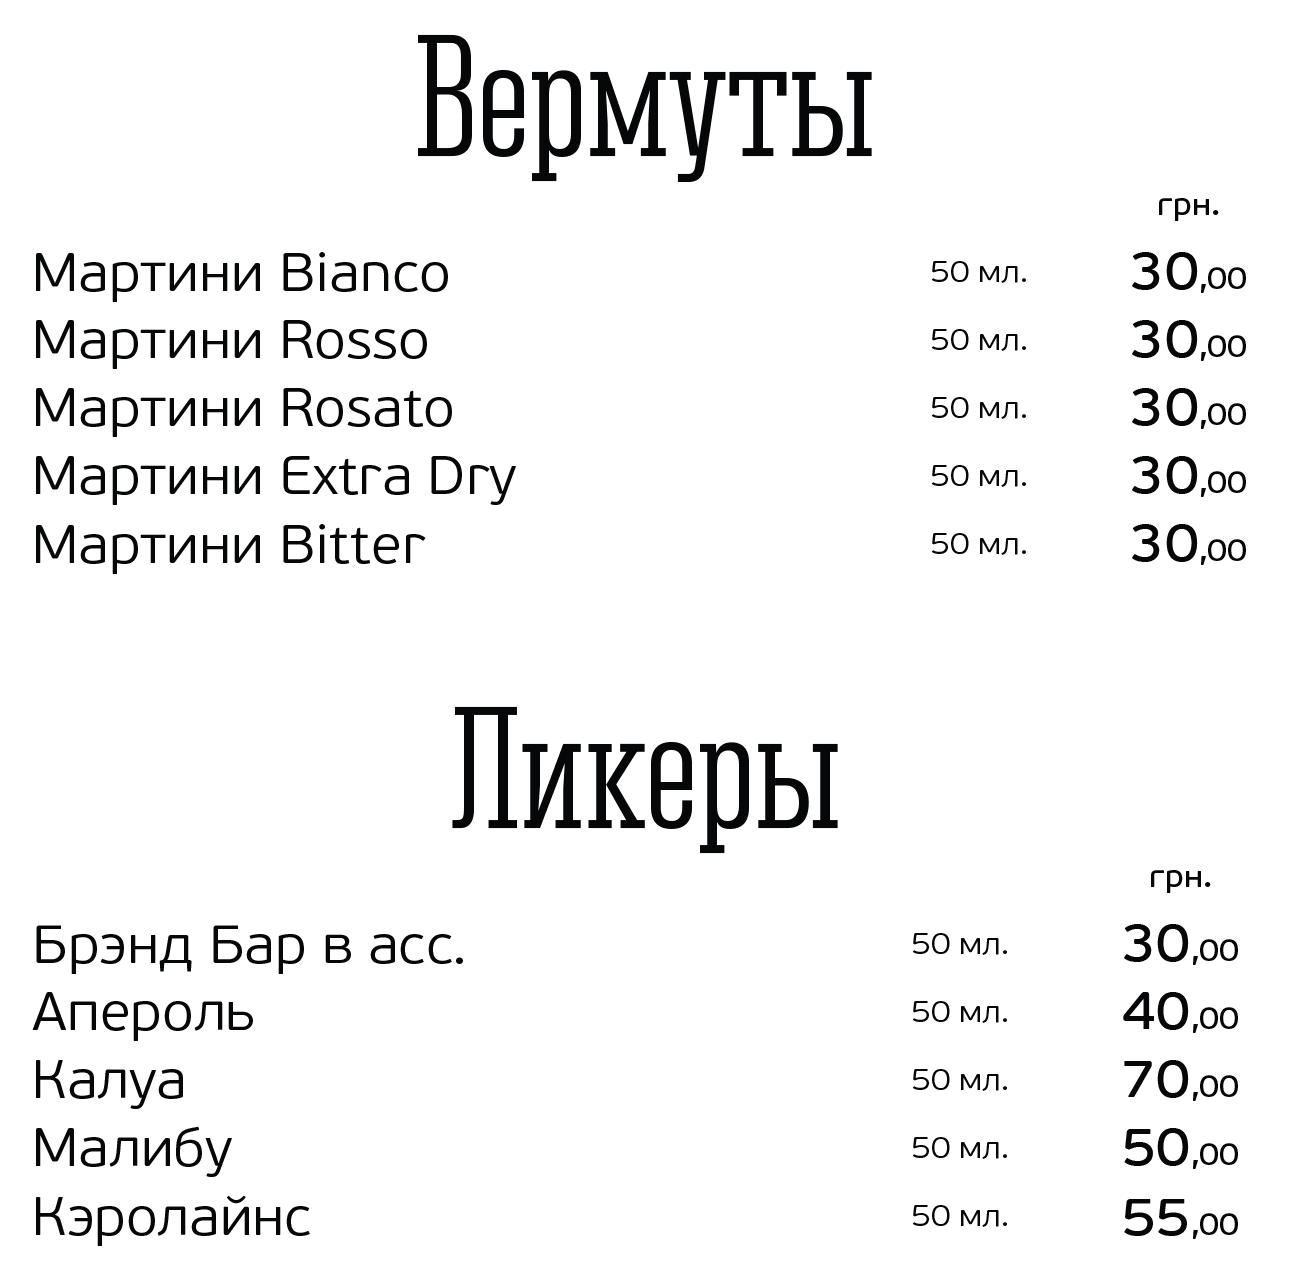 Вермуты
грн.
Мартини Bianco 50 мл. 30,00
Мартини Rosso 50 мл. 30,00
Мартини Rosato 50 мл. 30,00
Мартини Extra Dry 50 мл. 30,00
Мартини Bitter 50 мл. 30,00
Ликеры
грн.
Брэнд Бар в асс. 50 мл. 30,00
Апероль 50 мл. 40,00
Калуа 50 мл. 70,00
Малибу 50 мл. 50,00
Кэролайнс 50 мл. 55,00